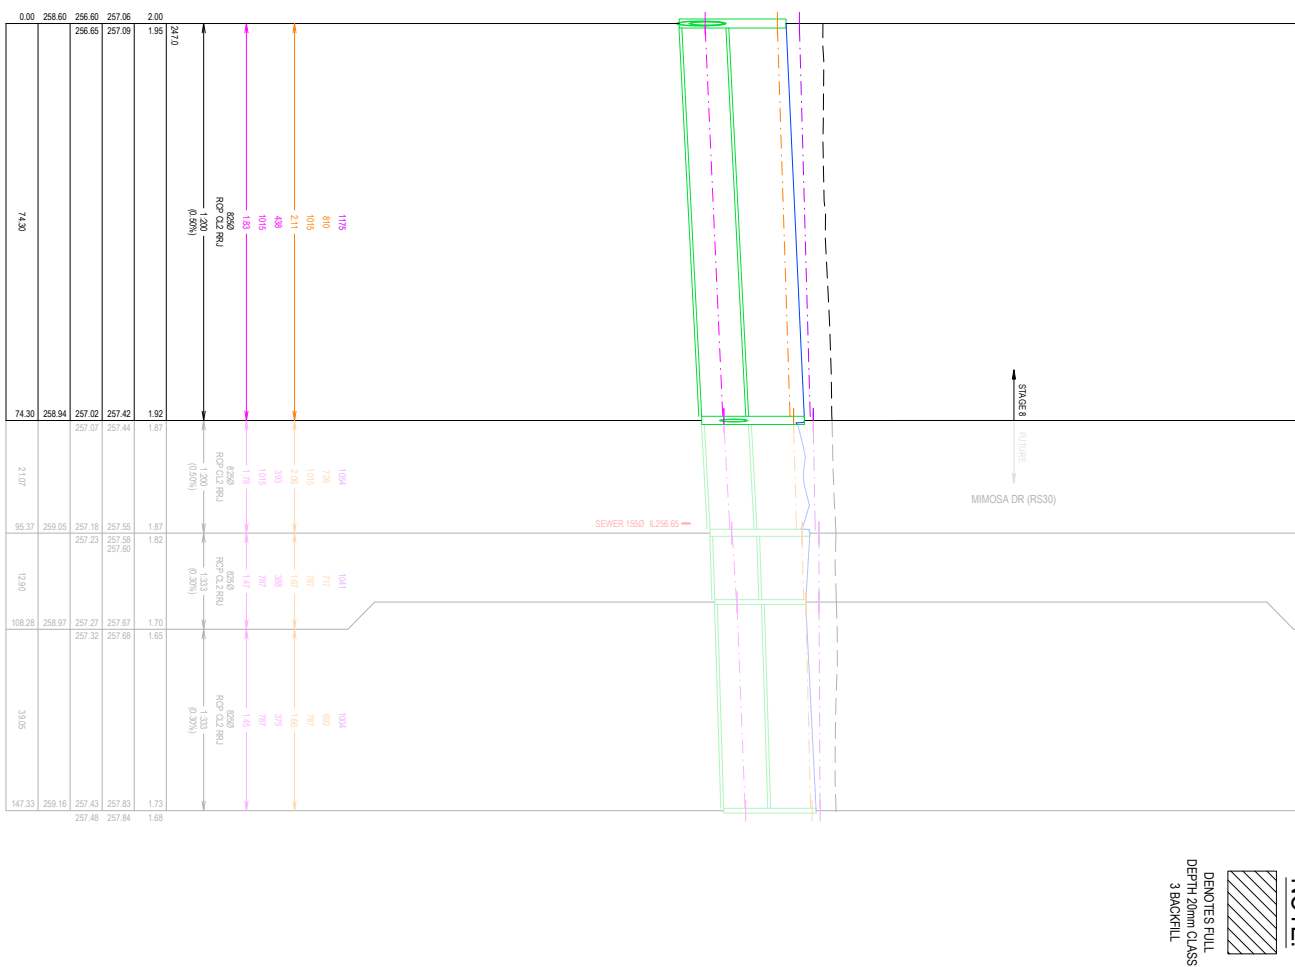 0.00 258.60 256.60 257.06 2.00
256.65 257.09 1.95
247.0
74.30
825Ø
RCP CL2 RRJ
1:200
(0.50%)
1.83
1015
438
2.11
1015
810
1175
74.30 258.94 257.02 257.42 1.92
257.07 257.44 1.87
21.07
825Ø
RCP CL2 RRJ
1:200
(0.50%)
1.78
1015
393
2.06
1015
726
1054
95.37 259.05 257.18 257.55 1.87
257.23 257.58 1.82
257.60
12.90
825Ø
RCP CL2 RRJ
1:333
(0.30%)
1.47
787
388
787
717
1041
108.28 258.97 257.27 257.67 1.70
257.32 257.68 1.65
39.05
825Ø
RCP CL2 RRJ
1:333
(0.30%)
787
375
787
692
1004
147.33 259.16 257.43 257.83 1.73
257.48 257.84 1.68
SEWER 155Ø IL256.65
STAGE 8
FUTURE
MIMOSA DR (RS30)
NOTE:
DENOTES FULL
DEPTH 20mm CLASS
3 BACKFILL